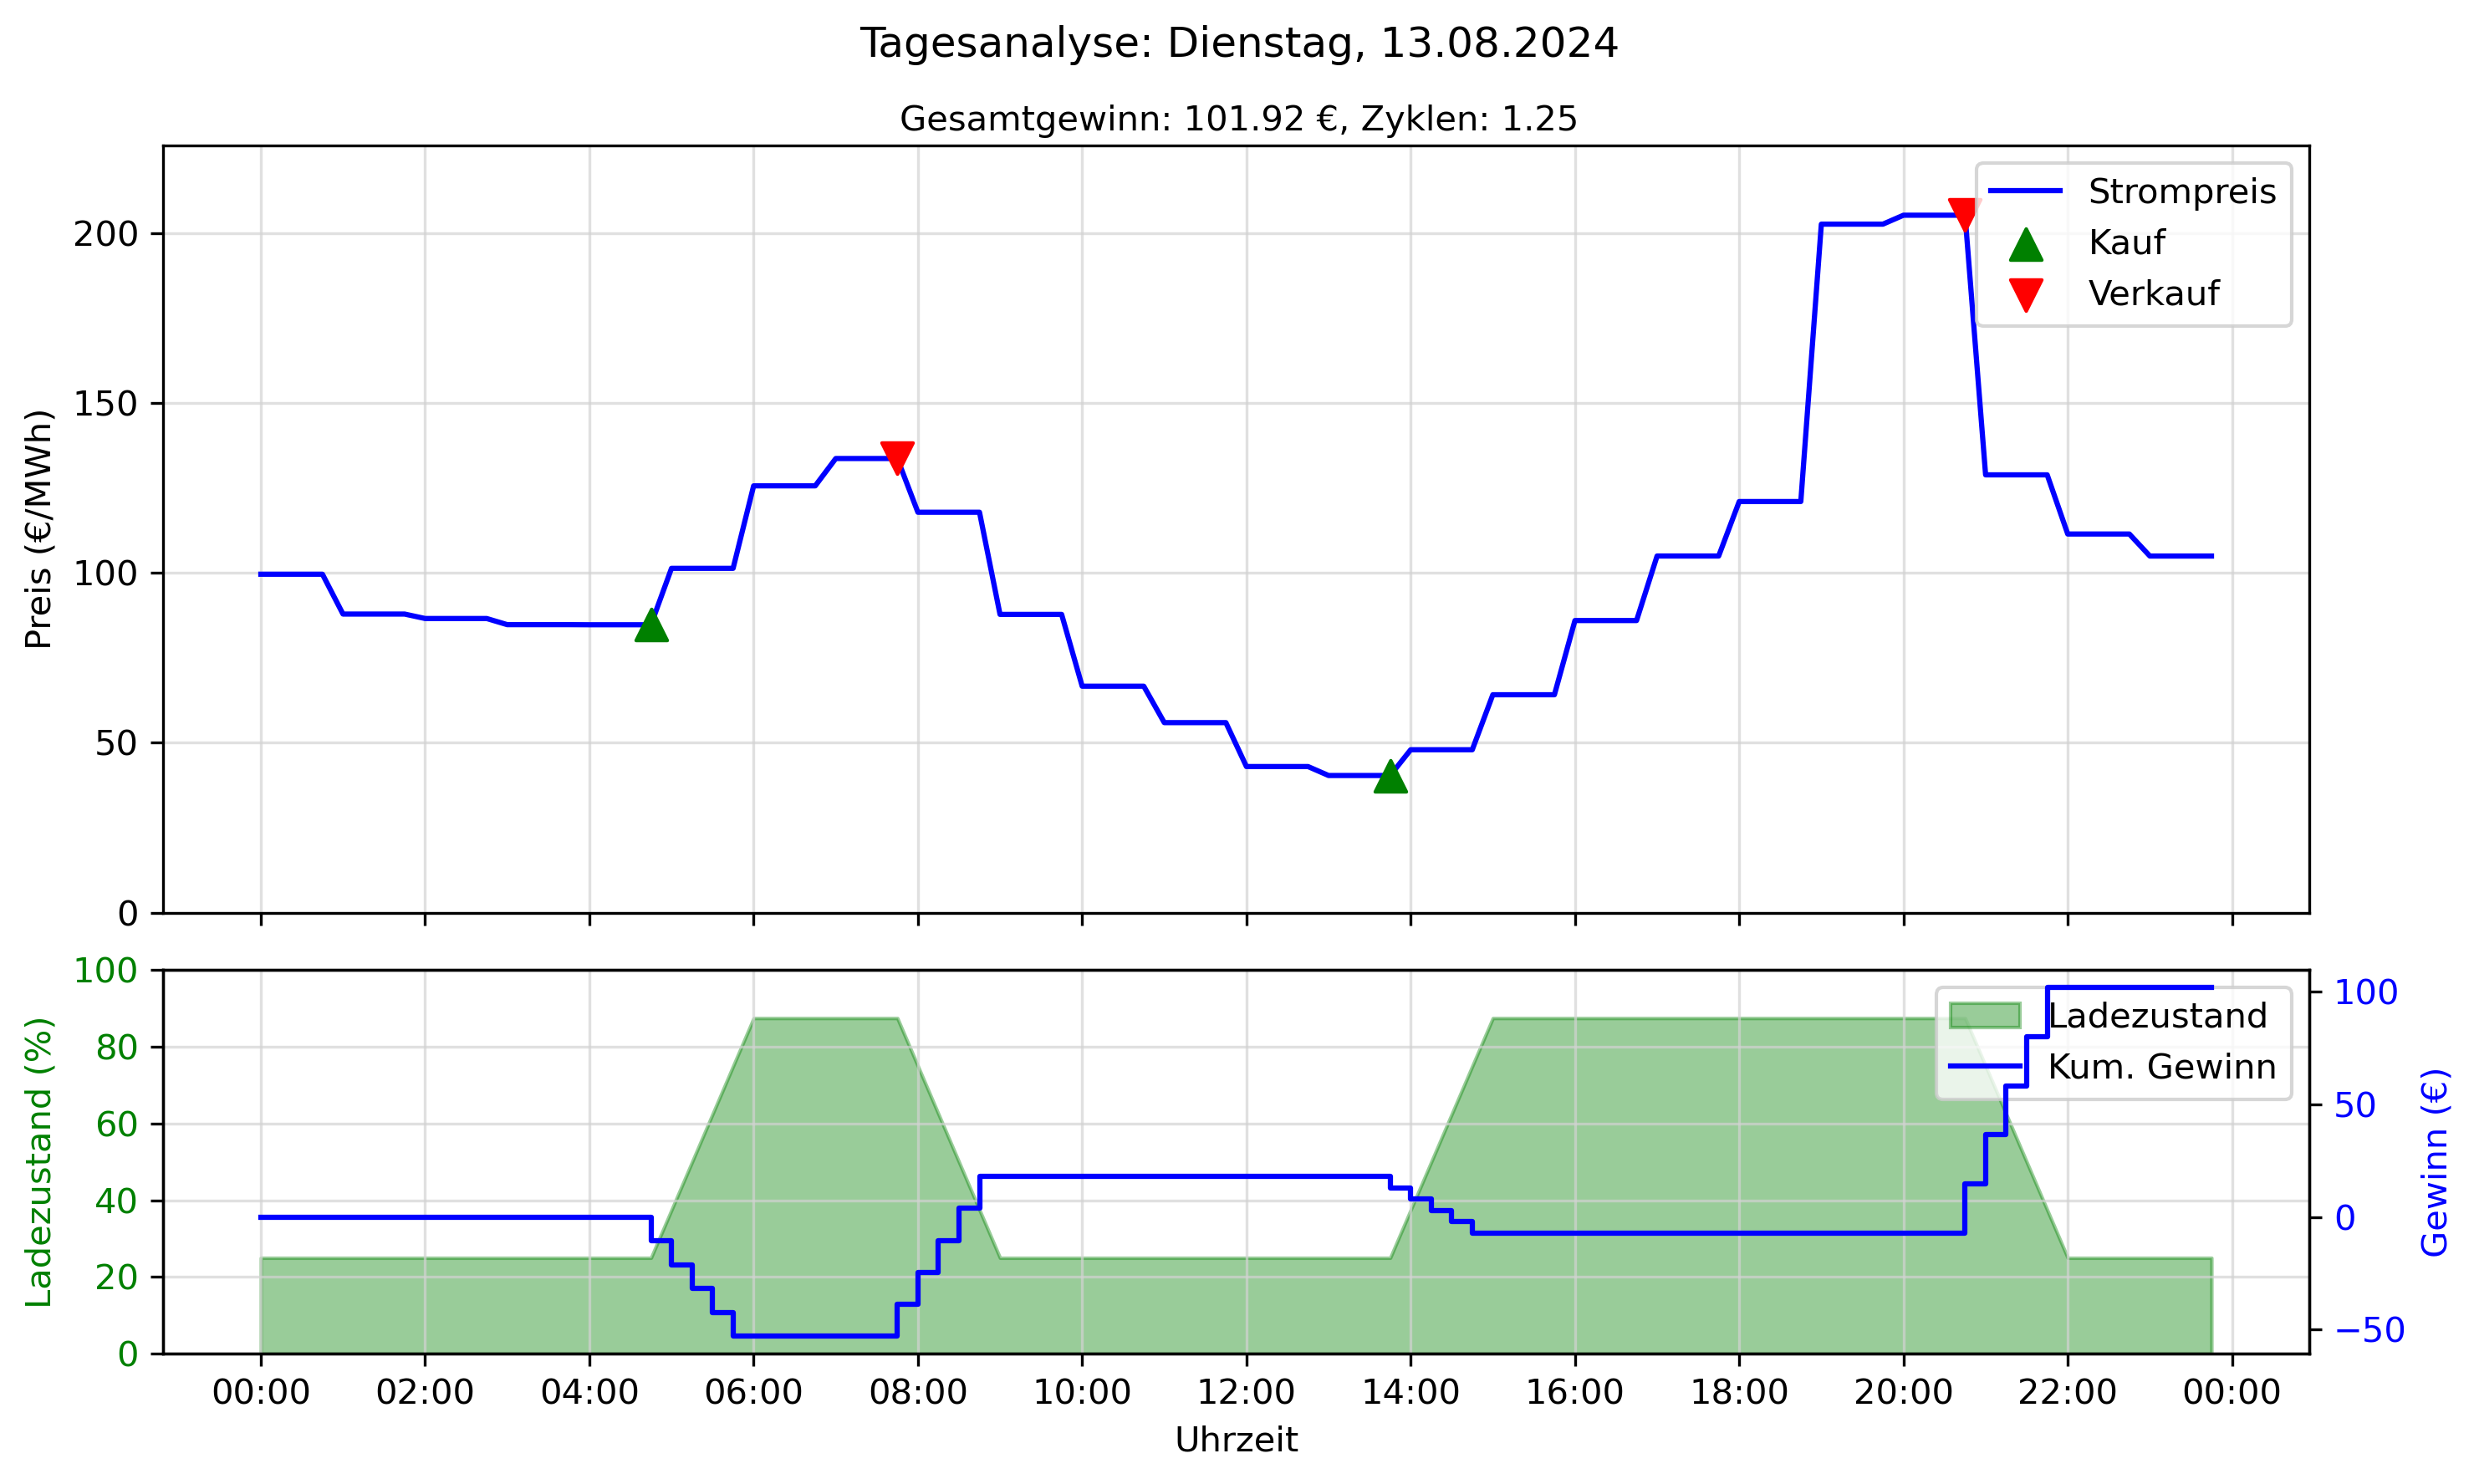 Tagesanalyse: Dienstag, 13.08.2024
Gesamtgewinn: 101.92 €, Zyklen: 1.25
Preis (€/MWh)
200
150
100
50
0
Strompreis
Kauf
Verkauf
Ladezustand (%)
100
80
60
40
20
0
Ladezustand
Kum. Gewinn
100
50
0
−50
Gewinn (€)
00:00 02:00 04:00 06:00 08:00 10:00 12:00 14:00 16:00 18:00 20:00 22:00 00:00
Uhrzeit